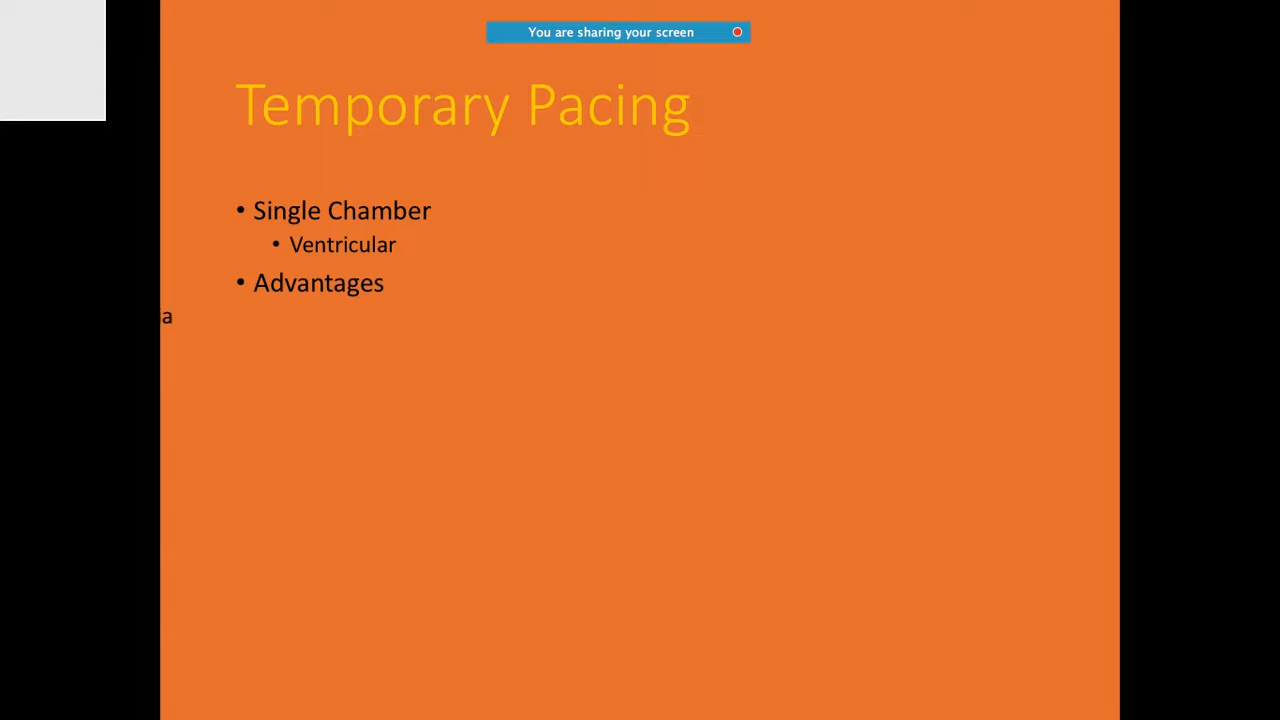 You are sharing your screen
Temporary Pacing
• Single Chamber
• Ventricular
• Advantages
a